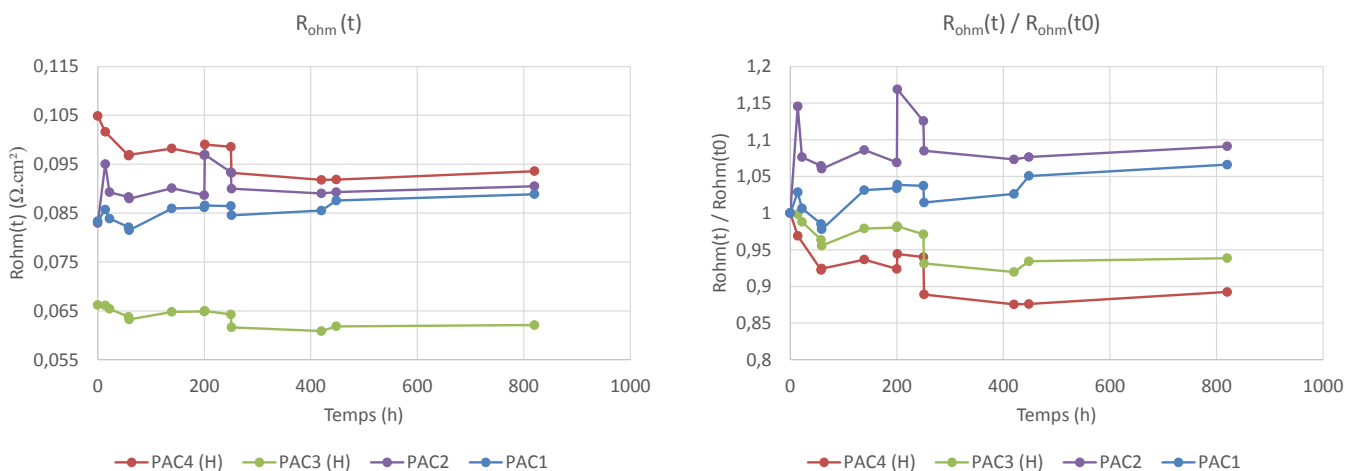 Rohm (t)
0,115
0,105
0,095
0,085
0,075
0,065
0,055
Rohm(t) (Ω.cm²)
0 200 400 600 800 1000
Temps (h)
PAC4 (H) PAC3 (H) PAC2 PAC1
Rohm(t) / Rohm(t0)
1,2
1,15
1,1
1,05
1
0,95
0,9
0,85
0,8
Rohm(t) / Rohm(t0)
0 200 400 600 800 1000
Temps (h)
PAC4 (H) PAC3 (H) PAC2 PAC1